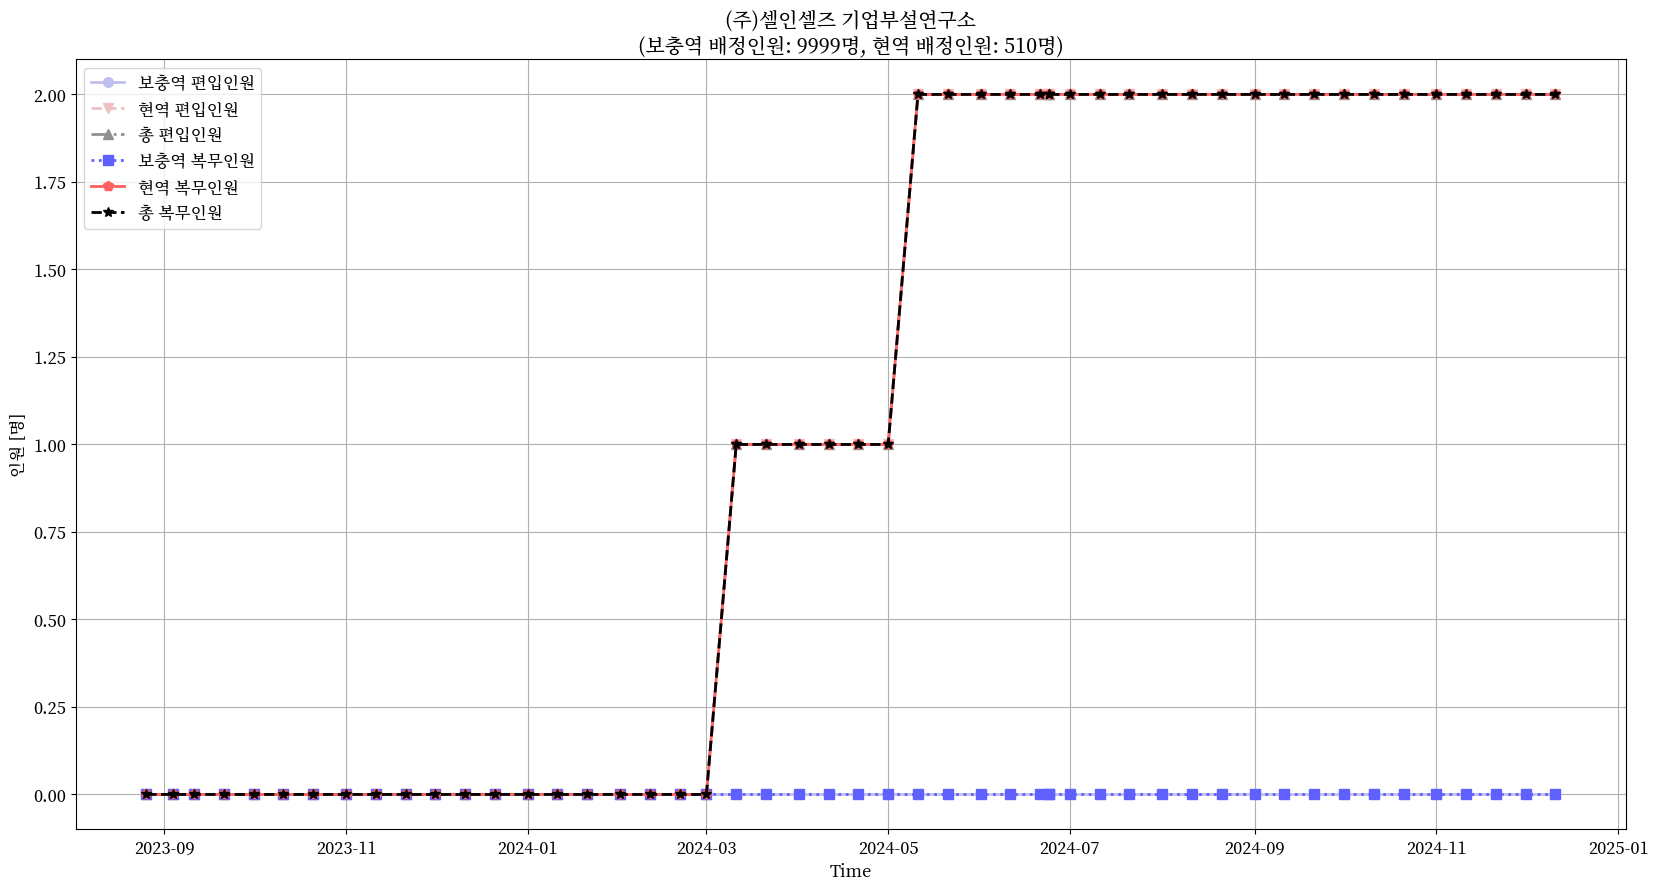 (주)셀인셀즈 기업부설연구소
(보충역 배정인원: 9999명, 현역 배정인원: 510명)
보충역 편입인원
현역 편입인원
총 편입인원
보충역 복무인원
현역 복무인원
총 복무인원
2.00
1.75
1.50
1.25
1.00
0.75
0.50
0.25
0.00
인원 [명]
2023-09
2023-11
2024-01
2024-03
2024-05
2024-07
2024-09
2024-11
2025-01
Time